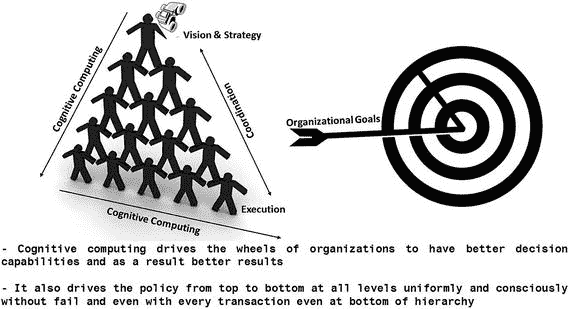 Vision & Strategy
Cognitive Computing
Coordination
Organizational Goals
Execution
Cognitive Computing
- Cognitive computing drives the wheels of organizations to have better decision
capabilities and as a result better results
- It also drives the policy from top to bottom at all levels uniformly and consciously
without fail and even with every transaction even at bottom of hierarchy